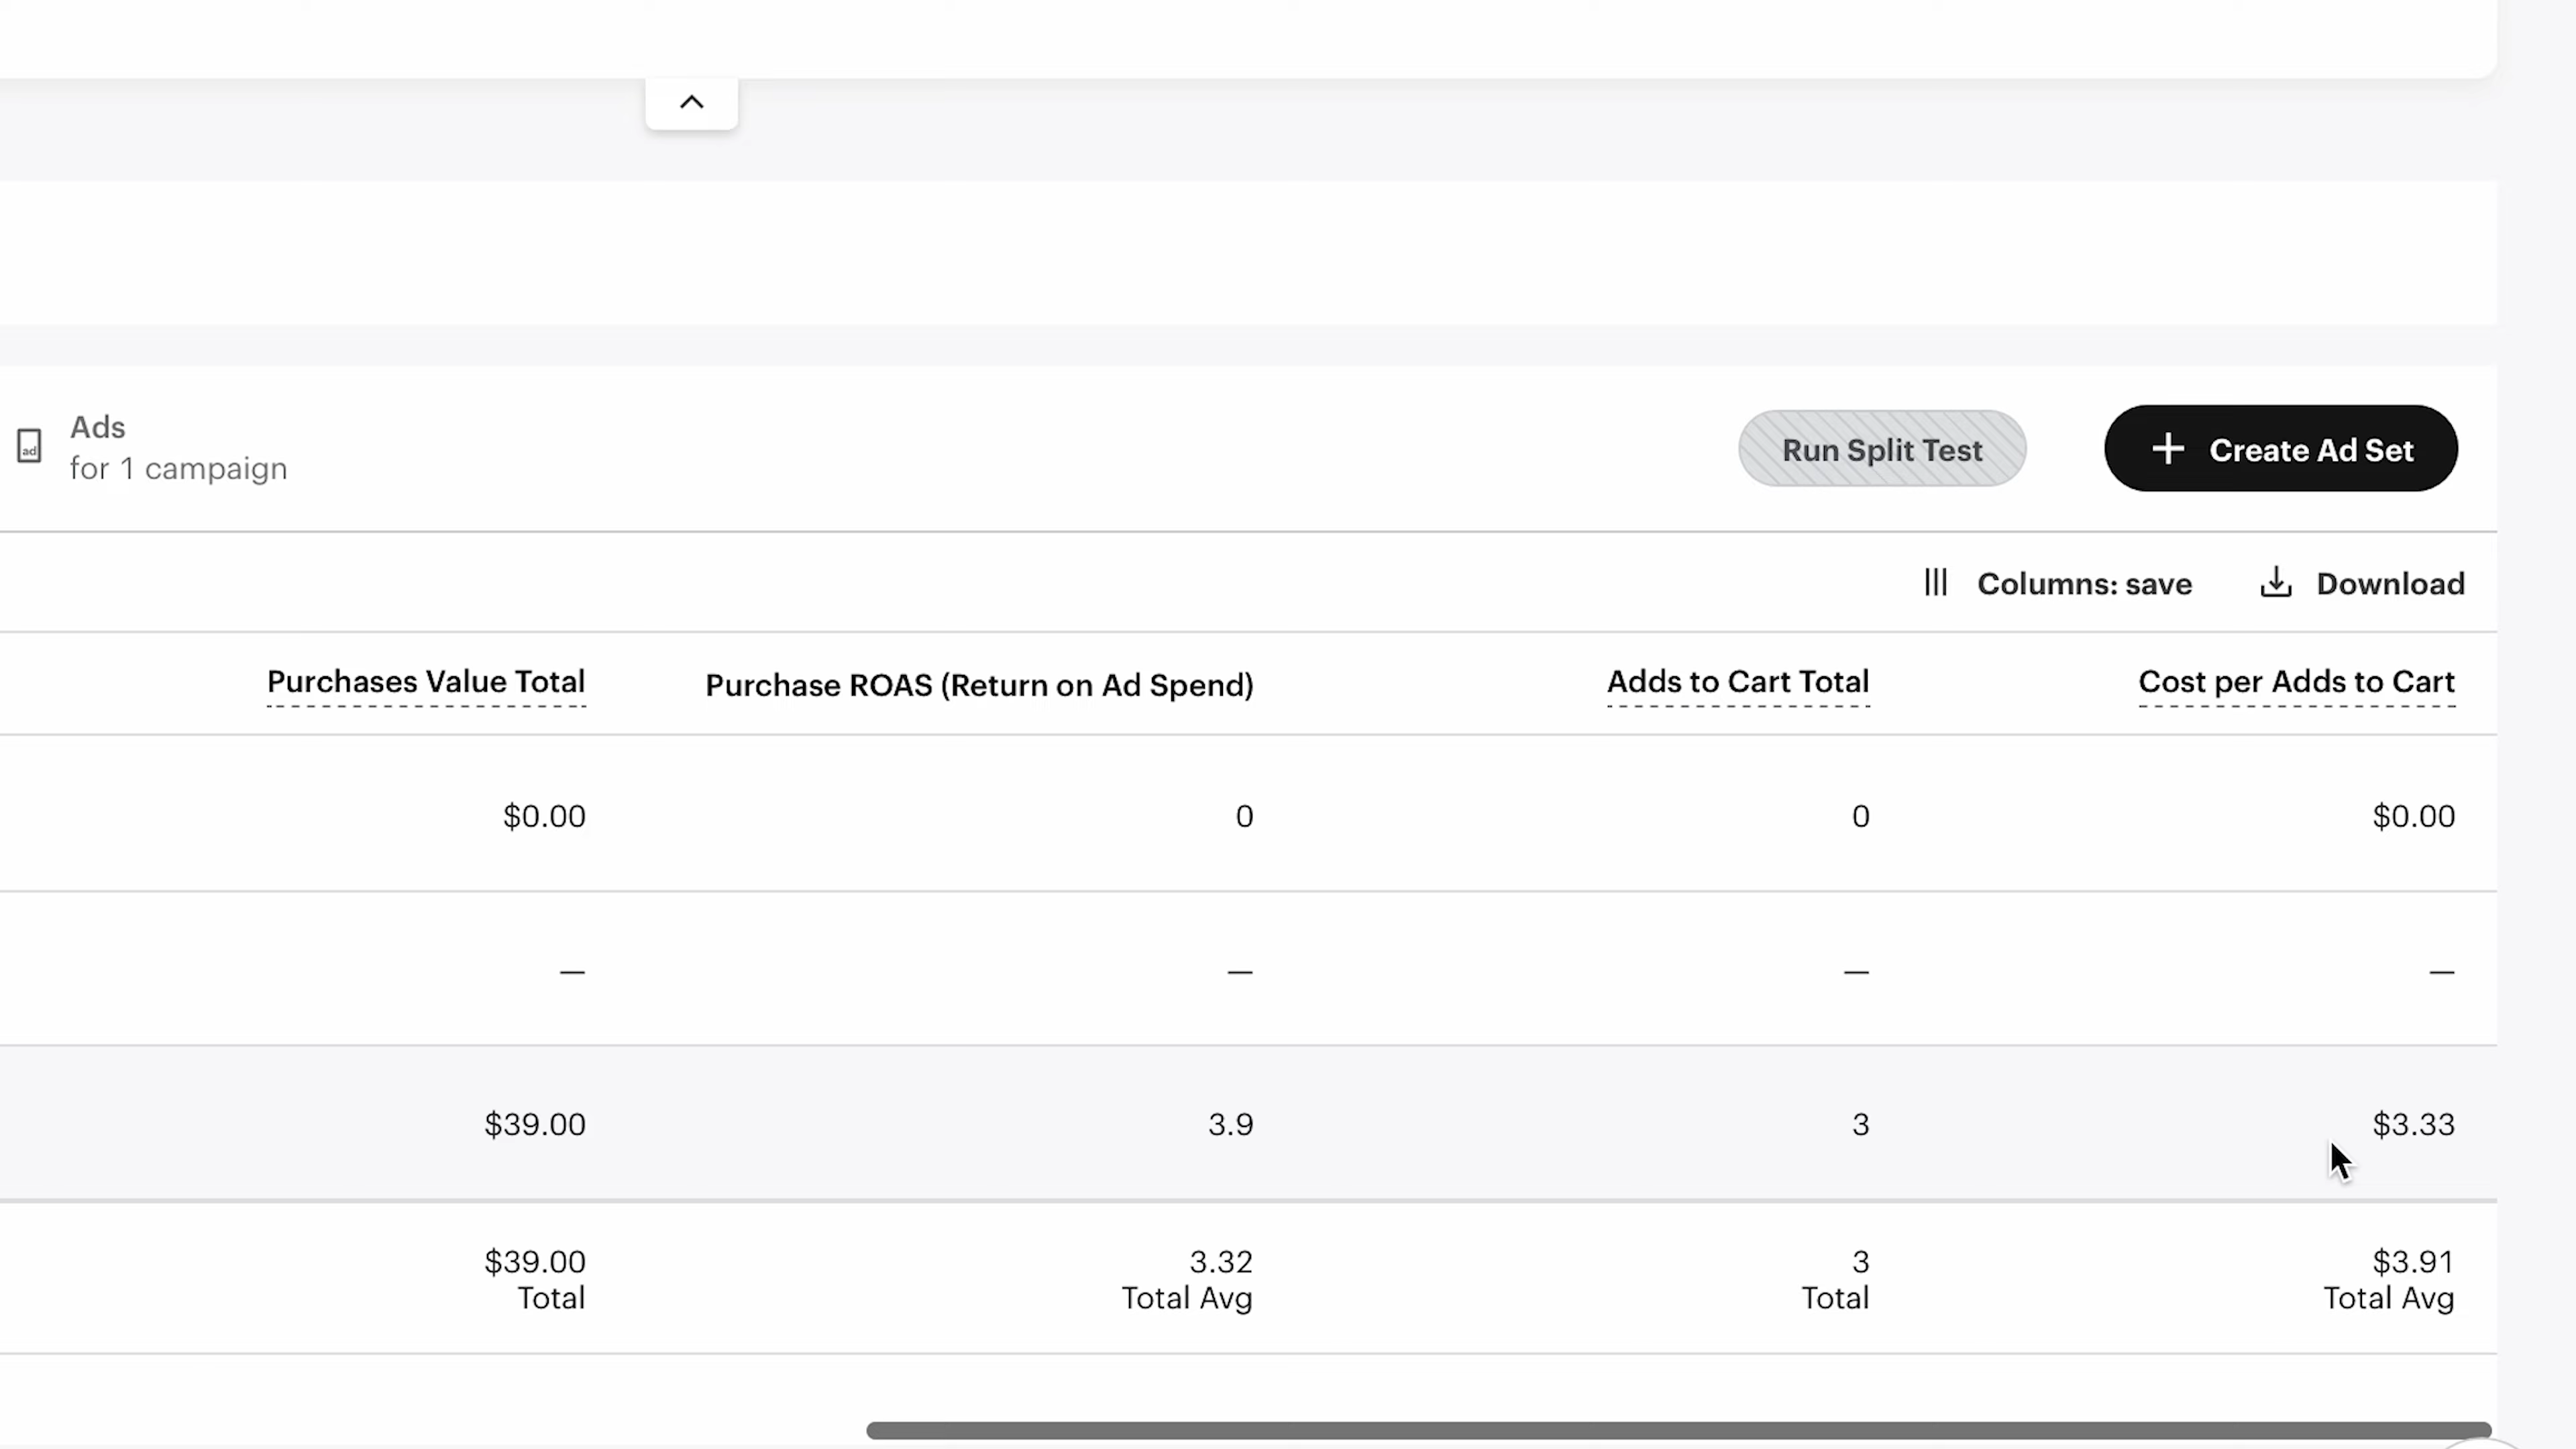 Ads
for 1 campaign
ad
Run Split Test
Create Ad Set
Columns: save
Download
Purchases Value Total
Purchase ROAS (Return on Ad Spend)
Adds to Cart Total
Cost per Adds to Cart
$0.00
0
0
$0.00
—
—
—
—
$39.00
3.9
3
$3.33
$39.00
Total
3.32
Total Avg
3
Total
$3.91
Total Avg